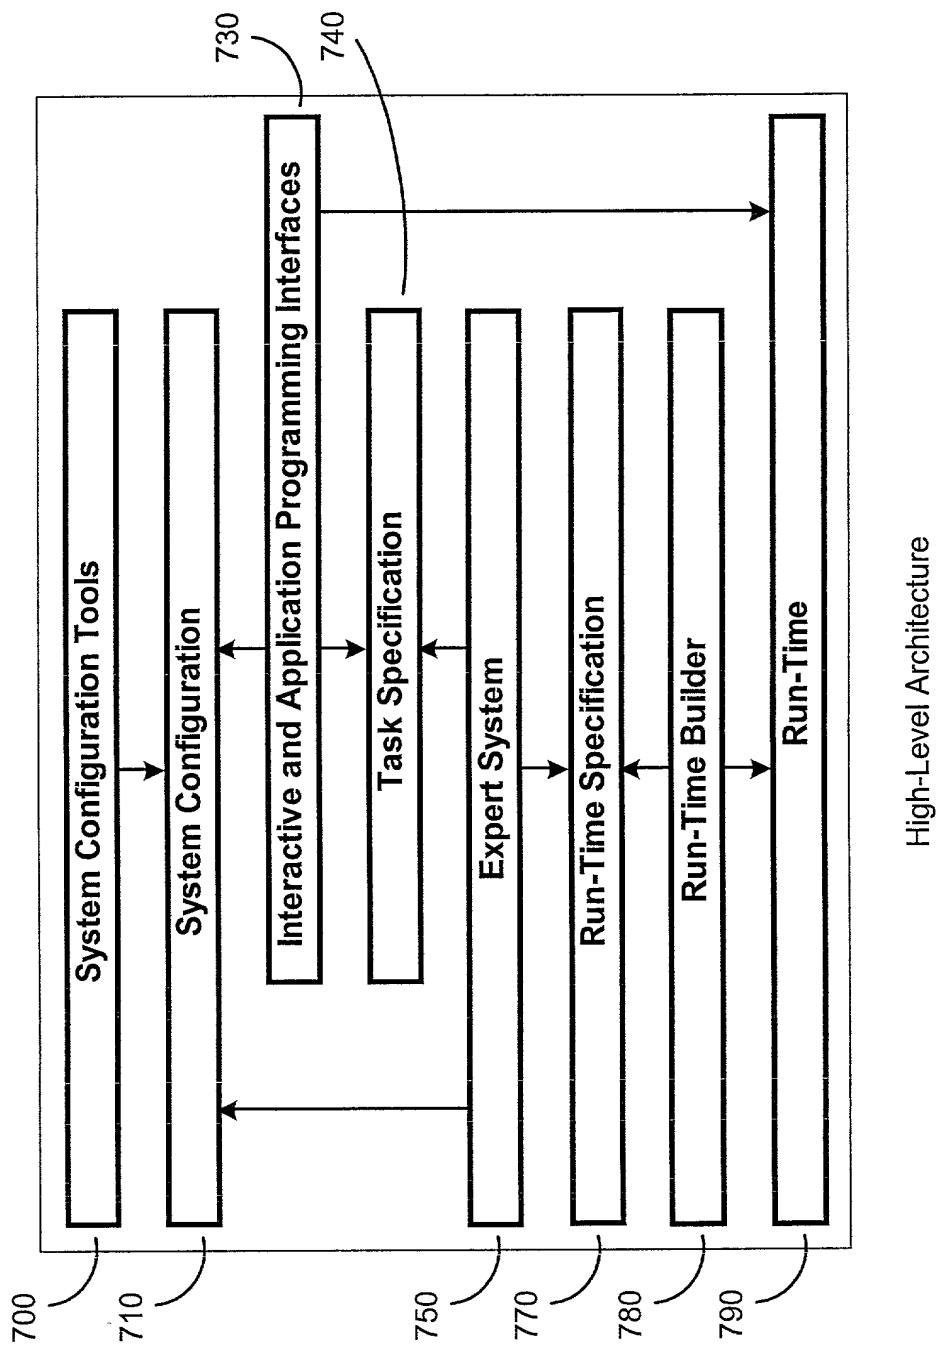 700
System Configuration Tools
710
System Configuration
730
Interactive and Application Programming Interfaces
740
Task Specification
750
Expert System
770
Run-Time Specification
780
Run-Time Builder
790
Run-Time
High-Level Architecture